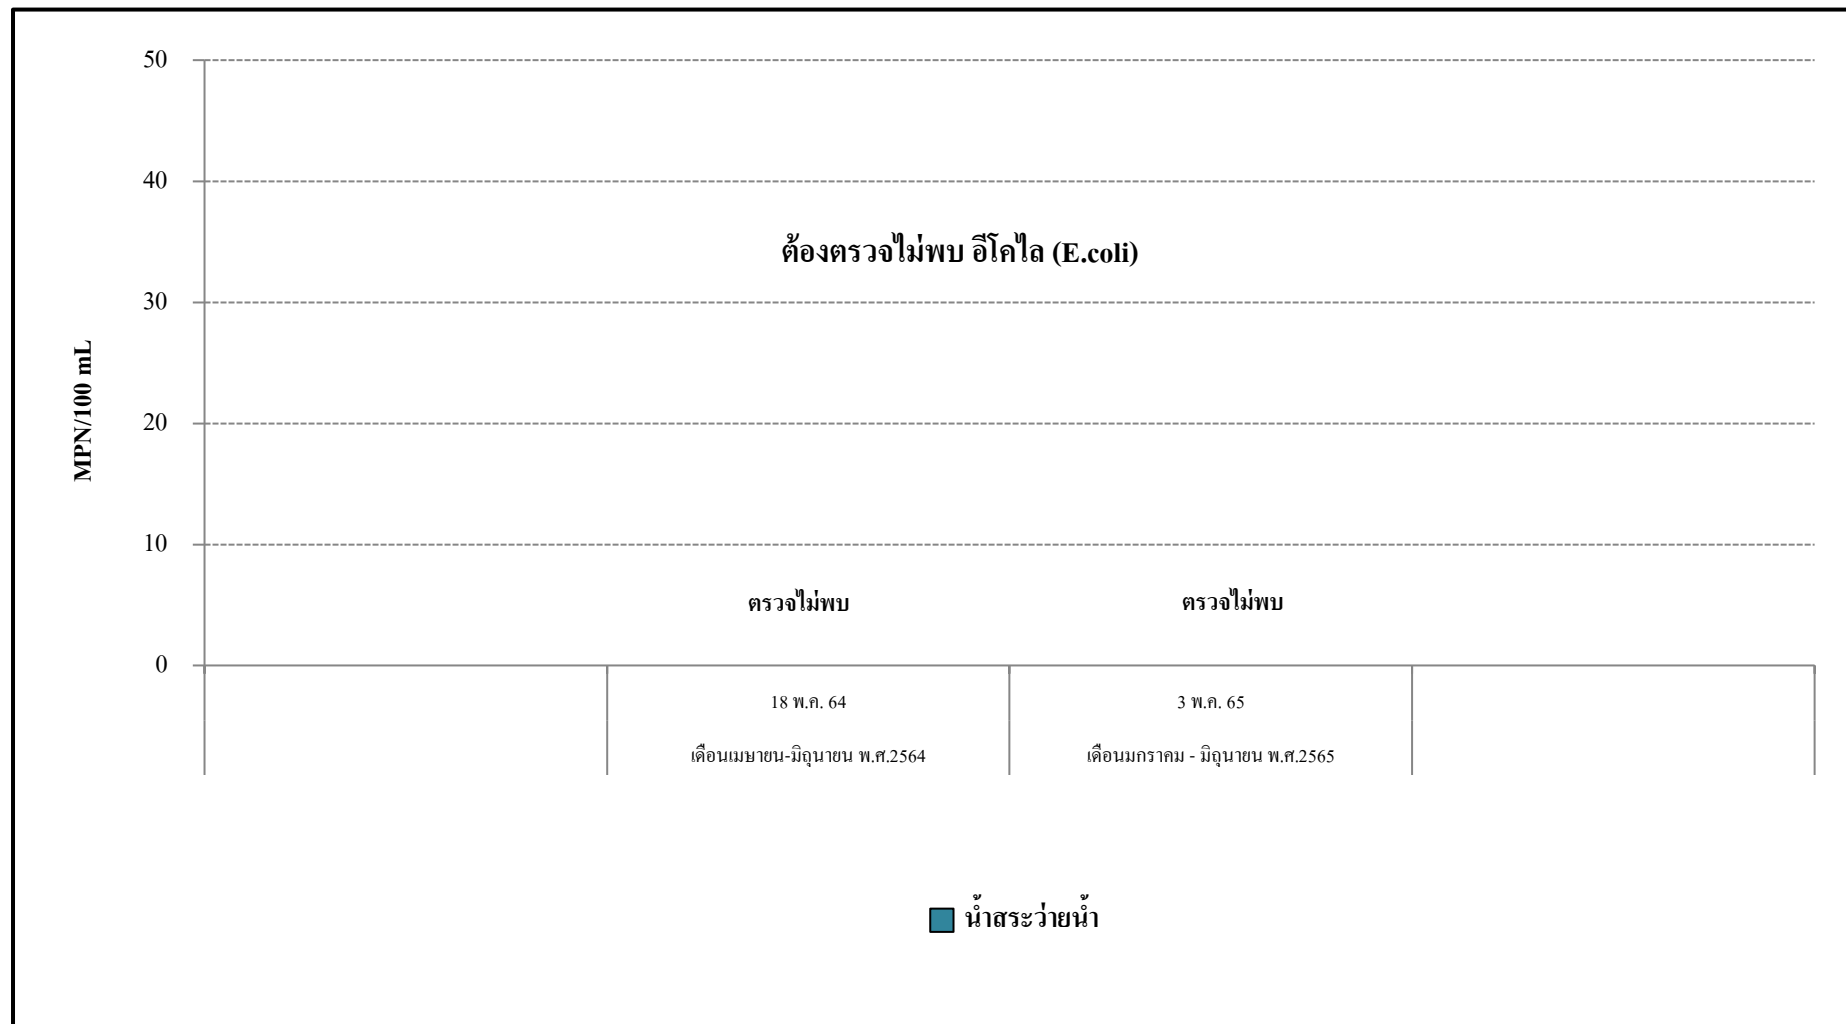 50
40
ต้องตรวจไม่พบ อีโคไล (E.coli)
30
MPN/100 mL
20
10
ตรวจไม่พบ ตรวจไม่พบ
0
18 พ.ค. 64 3 พ.ค. 65
เดือนเมษายน-มิถุนายน พ.ศ.2564 เดือนมกราคม - มิถุนายน พ.ศ.2565
น้ำสระว่ายน้ำ